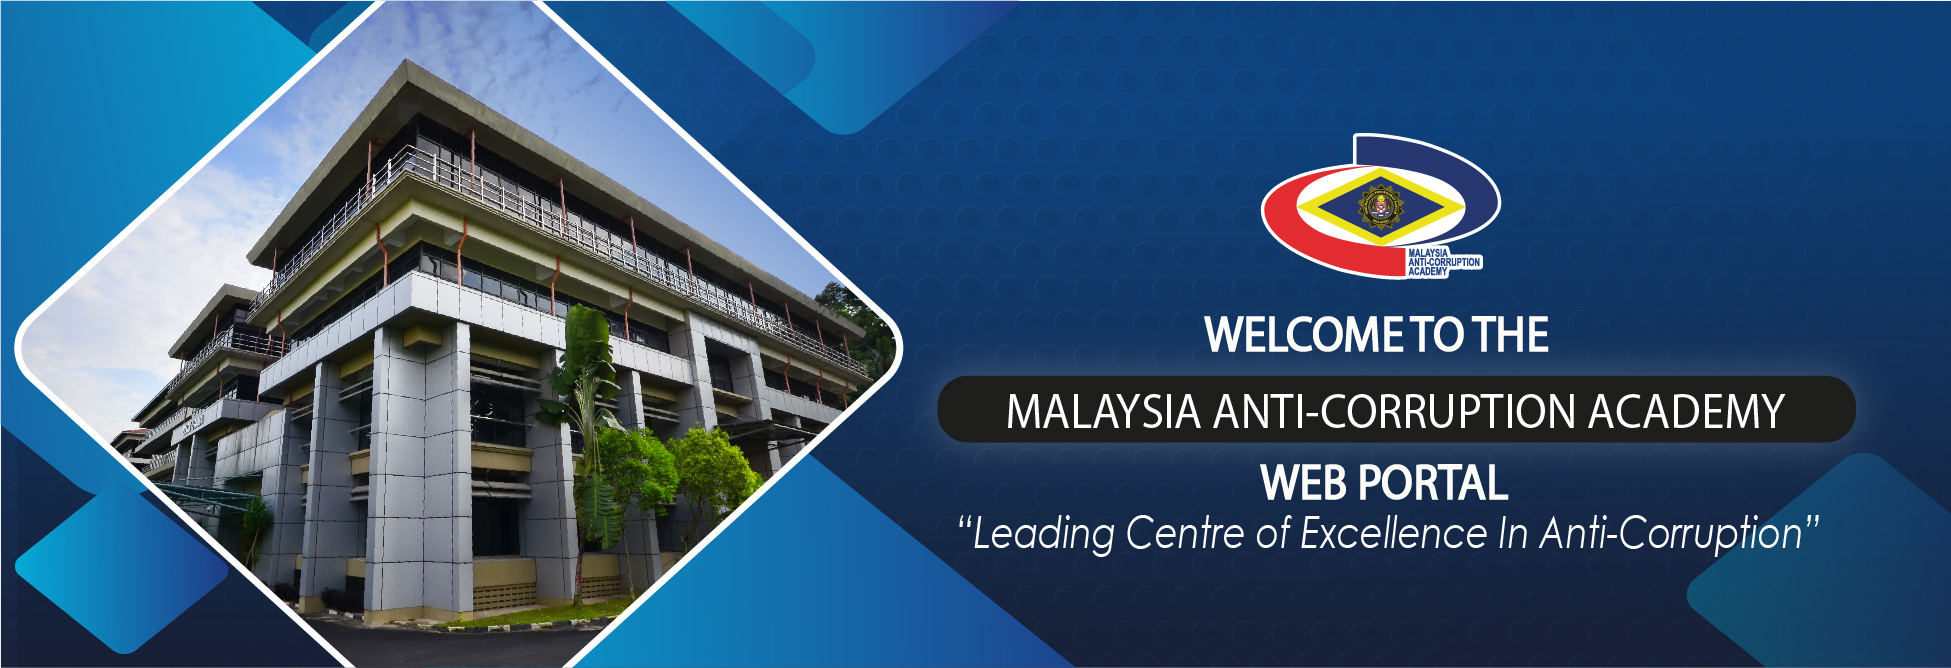 MALAYSIA
ANTI-CORRUPTION
ACADEMY
WELCOME TO THE
MALAYSIA ANTI-CORRUPTION ACADEMY
WEB PORTAL
“Leading Centre of Excellence In Anti-Corruption”